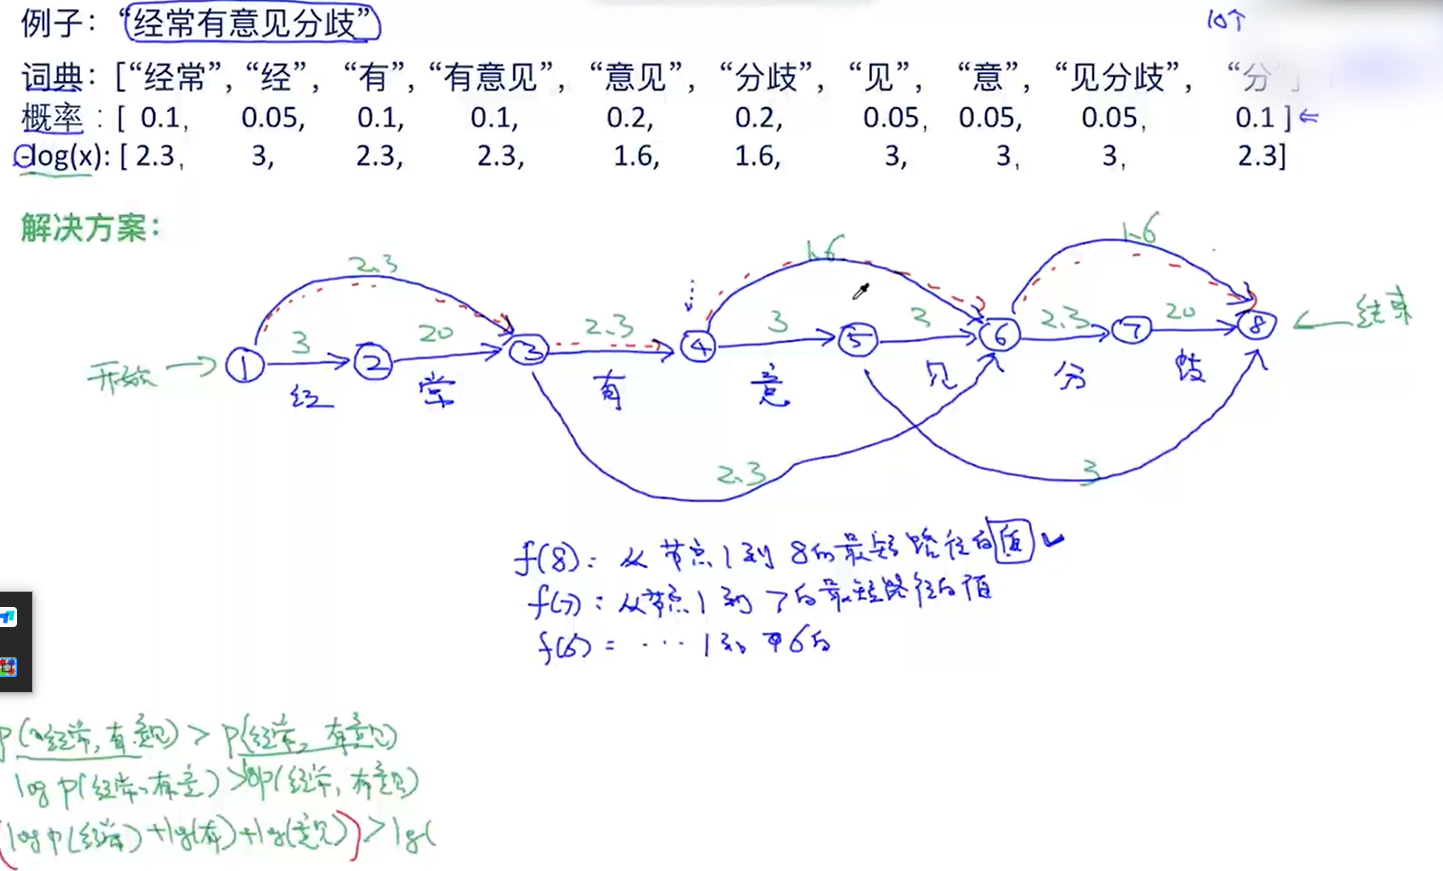 例子：“经常有意见分歧”
10个
词典：[“经常”,“经”, “有”,“有意见”, “意见”, “分歧”, “见”, “意”, “见分歧”, “分”]
概率：[ 0.1, 0.05, 0.1, 0.1, 0.2, 0.2, 0.05, 0.05, 0.05, 0.1 ]⇐
-log(x): [ 2.3, 3, 2.3, 2.3, 1.6, 1.6, 3, 3, 3, 2.3]
解决方案：
2.3 1.6 1.6
3 20 2.3 3 3 2.3 20
开始 → ① ② ③ ④ ⑤ ⑥ ⑦ ⑧ ← 结束
经 常 有 意 见 分 歧
2.3 3
f(8)：从节点1到8的最短路径的值
f(7)：从节点1到7的最短路径的值
f(6)= ⋯ 1到6的
p(经常,有,意见) > p(经常, 有意见)
log p(经常,有,意) > log p(经常, 有意见)
(log p(经常)+log(有)+log(意见)) > log(